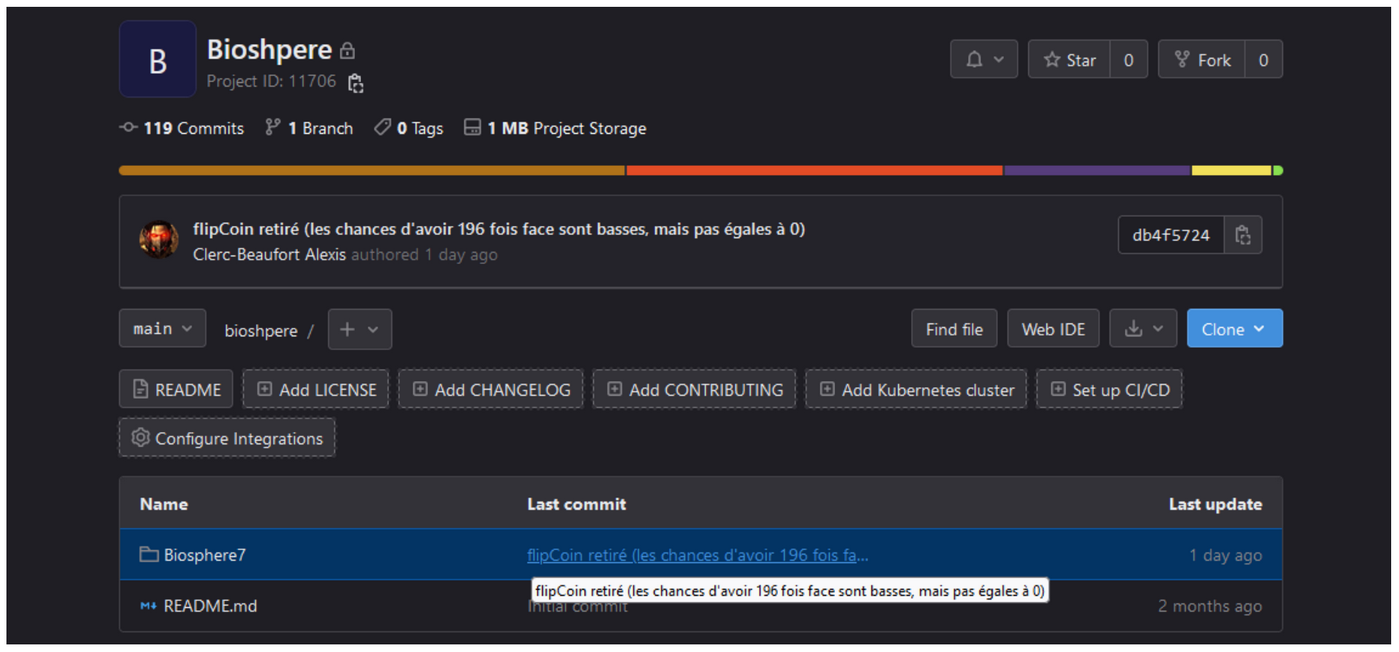 B
Bioshpere
Project ID: 11706
Star 0
Fork 0
119 Commits 1 Branch 0 Tags 1 MB Project Storage
flipCoin retiré (les chances d'avoir 196 fois face sont basses, mais pas égales à 0)
Clerc-Beaufort Alexis authored 1 day ago
db4f5724
main bioshpere / +
Find file Web IDE Clone
README Add LICENSE Add CHANGELOG Add CONTRIBUTING Add Kubernetes cluster Set up CI/CD
Configure Integrations
Name Last commit Last update
Biosphere7 flipCoin retiré (les chances d'avoir 196 fois fa... 1 day ago
flipCoin retiré (les chances d'avoir 196 fois face sont basses, mais pas égales à 0)
README.md Initial commit 2 months ago